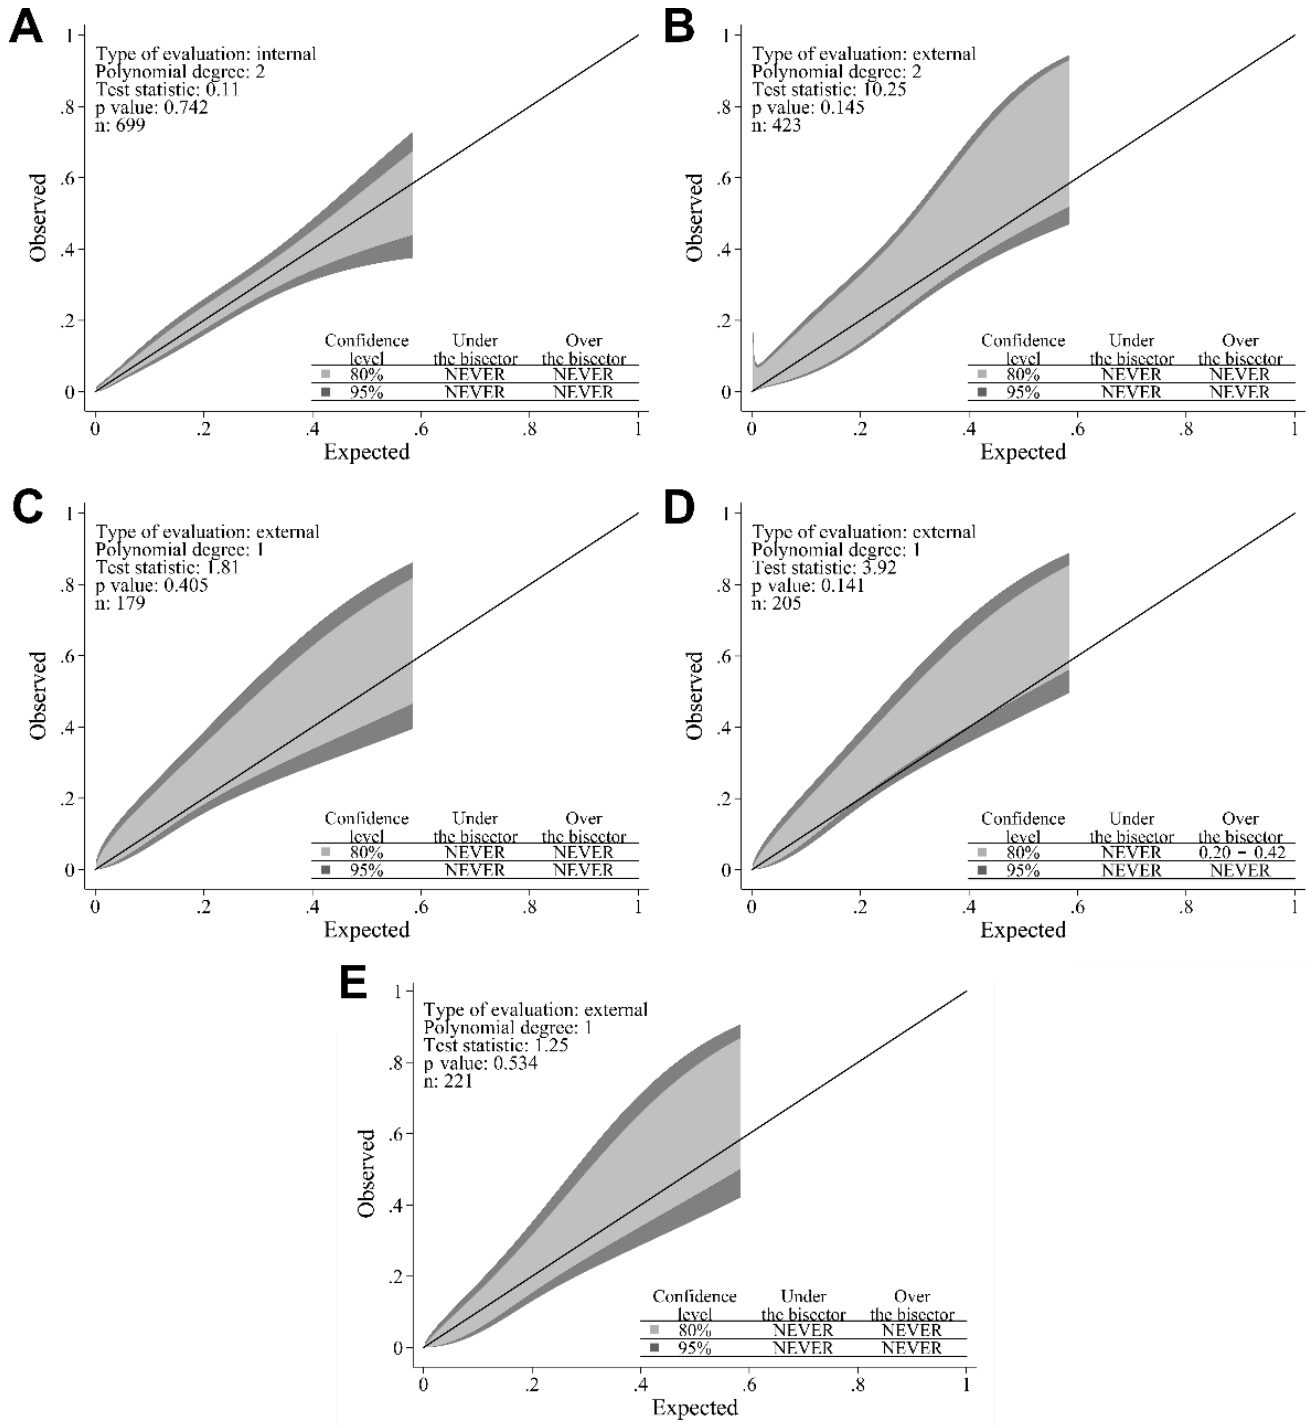 A
Type of evaluation: internal
Polynomial degree: 2
Test statistic: 0.11
p value: 0.742
n: 699
1
.8
.6
.4
.2
0
Observed
Confidence level Under the bisector Over the bisector
80% NEVER NEVER
95% NEVER NEVER
0 .2 .4 .6 .8 1
Expected
B
Type of evaluation: external
Polynomial degree: 2
Test statistic: 10.25
p value: 0.145
n: 423
1
.8
.6
.4
.2
0
Observed
Confidence level Under the bisector Over the bisector
80% NEVER NEVER
95% NEVER NEVER
0 .2 .4 .6 .8 1
Expected
C
Type of evaluation: external
Polynomial degree: 1
Test statistic: 1.81
p value: 0.405
n: 179
1
.8
.6
.4
.2
0
Observed
Confidence level Under the bisector Over the bisector
80% NEVER NEVER
95% NEVER NEVER
0 .2 .4 .6 .8 1
Expected
D
Type of evaluation: external
Polynomial degree: 1
Test statistic: 3.92
p value: 0.141
n: 205
1
.8
.6
.4
.2
0
Observed
Confidence level Under the bisector Over the bisector
80% NEVER 0.20 - 0.42
95% NEVER NEVER
0 .2 .4 .6 .8 1
Expected
E
Type of evaluation: external
Polynomial degree: 1
Test statistic: 1.25
p value: 0.534
n: 221
1
.8
.6
.4
.2
0
Observed
Confidence level Under the bisector Over the bisector
80% NEVER NEVER
95% NEVER NEVER
0 .2 .4 .6 .8 1
Expected